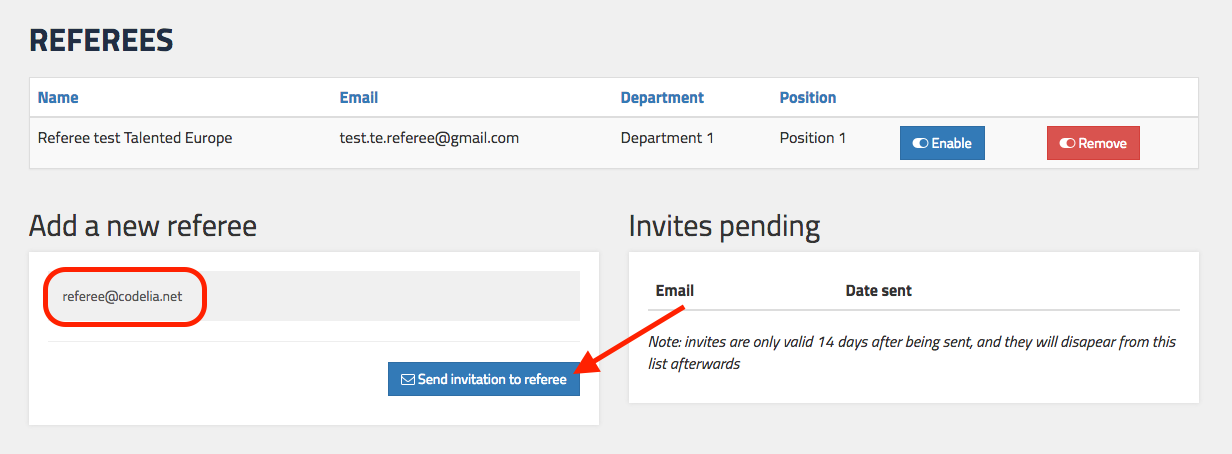 REFEREES
Name Email Department Position
Referee test Talented Europe test.te.referee@gmail.com Department 1 Position 1 Enable Remove
Add a new referee
referee@codelia.net
Send invitation to referee
Invites pending
Email Date sent
Note: invites are only valid 14 days after being sent, and they will disapear from this
list afterwards